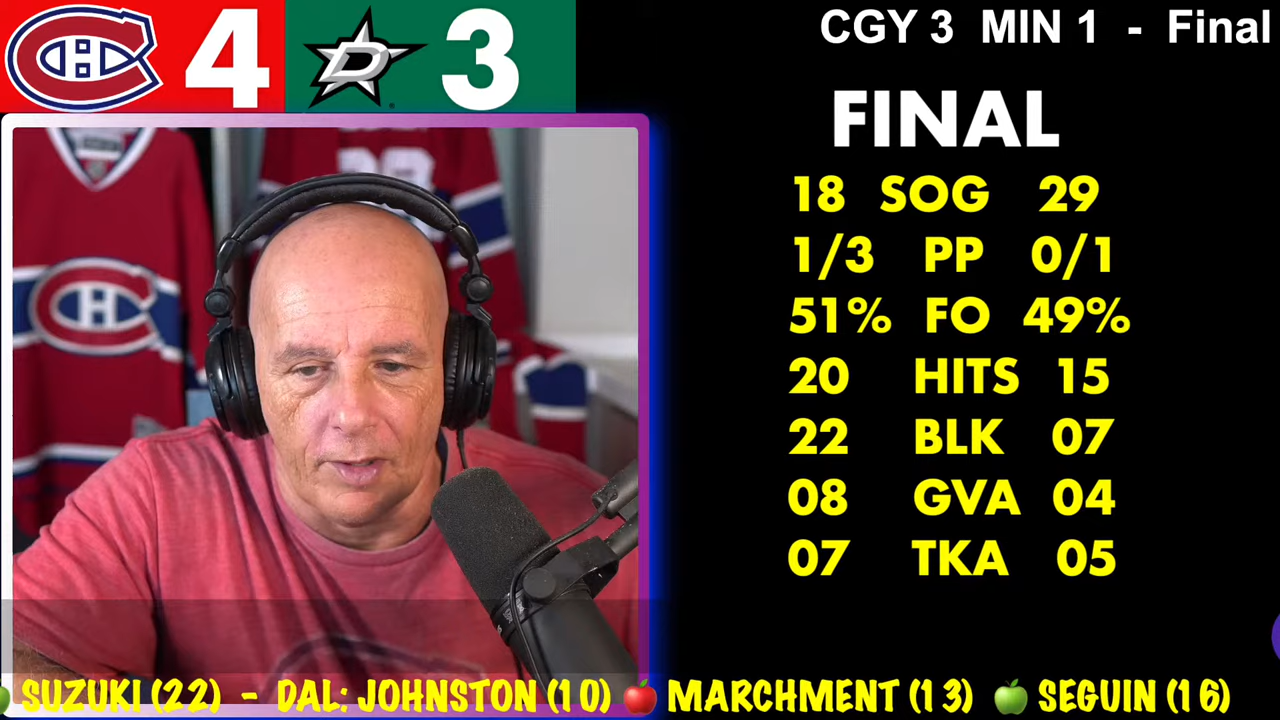 4 D 3
CGY 3 MIN 1 - Final
FINAL
18 SOG 29
1/3 PP 0/1
51% FO 49%
20 HITS 15
22 BLK 07
08 GVA 04
07 TKA 05
SUZUKI (22) - DAL: JOHNSTON (10) MARCHMENT (13) SEGUIN (16)